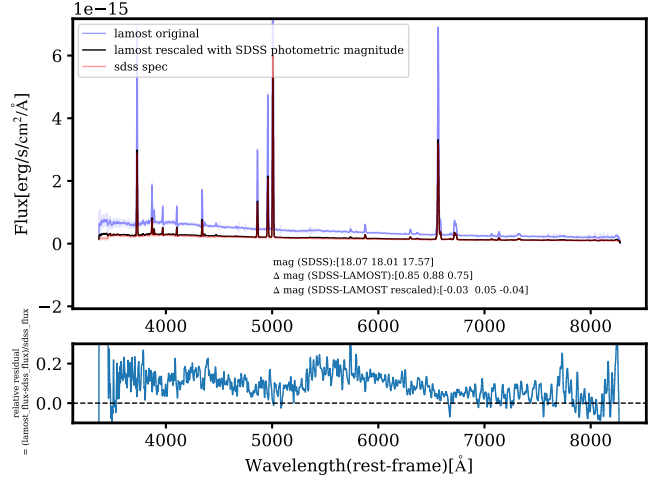 1e−15
lamost original
lamost rescaled with SDSS photometric magnitude
sdss spec
6
4
2
0
−2
Flux[erg/s/cm²/Å]
mag (SDSS):[18.07 18.01 17.57]
Δ mag (SDSS-LAMOST):[0.85 0.88 0.75]
Δ mag (SDSS-LAMOST rescaled):[-0.03  0.05 -0.04]
4000 5000 6000 7000 8000
relative residual
= (lamost_flux-sdss_flux)/sdss_flux
0.2
0.0
4000 5000 6000 7000 8000
Wavelength(rest-frame)[Å]